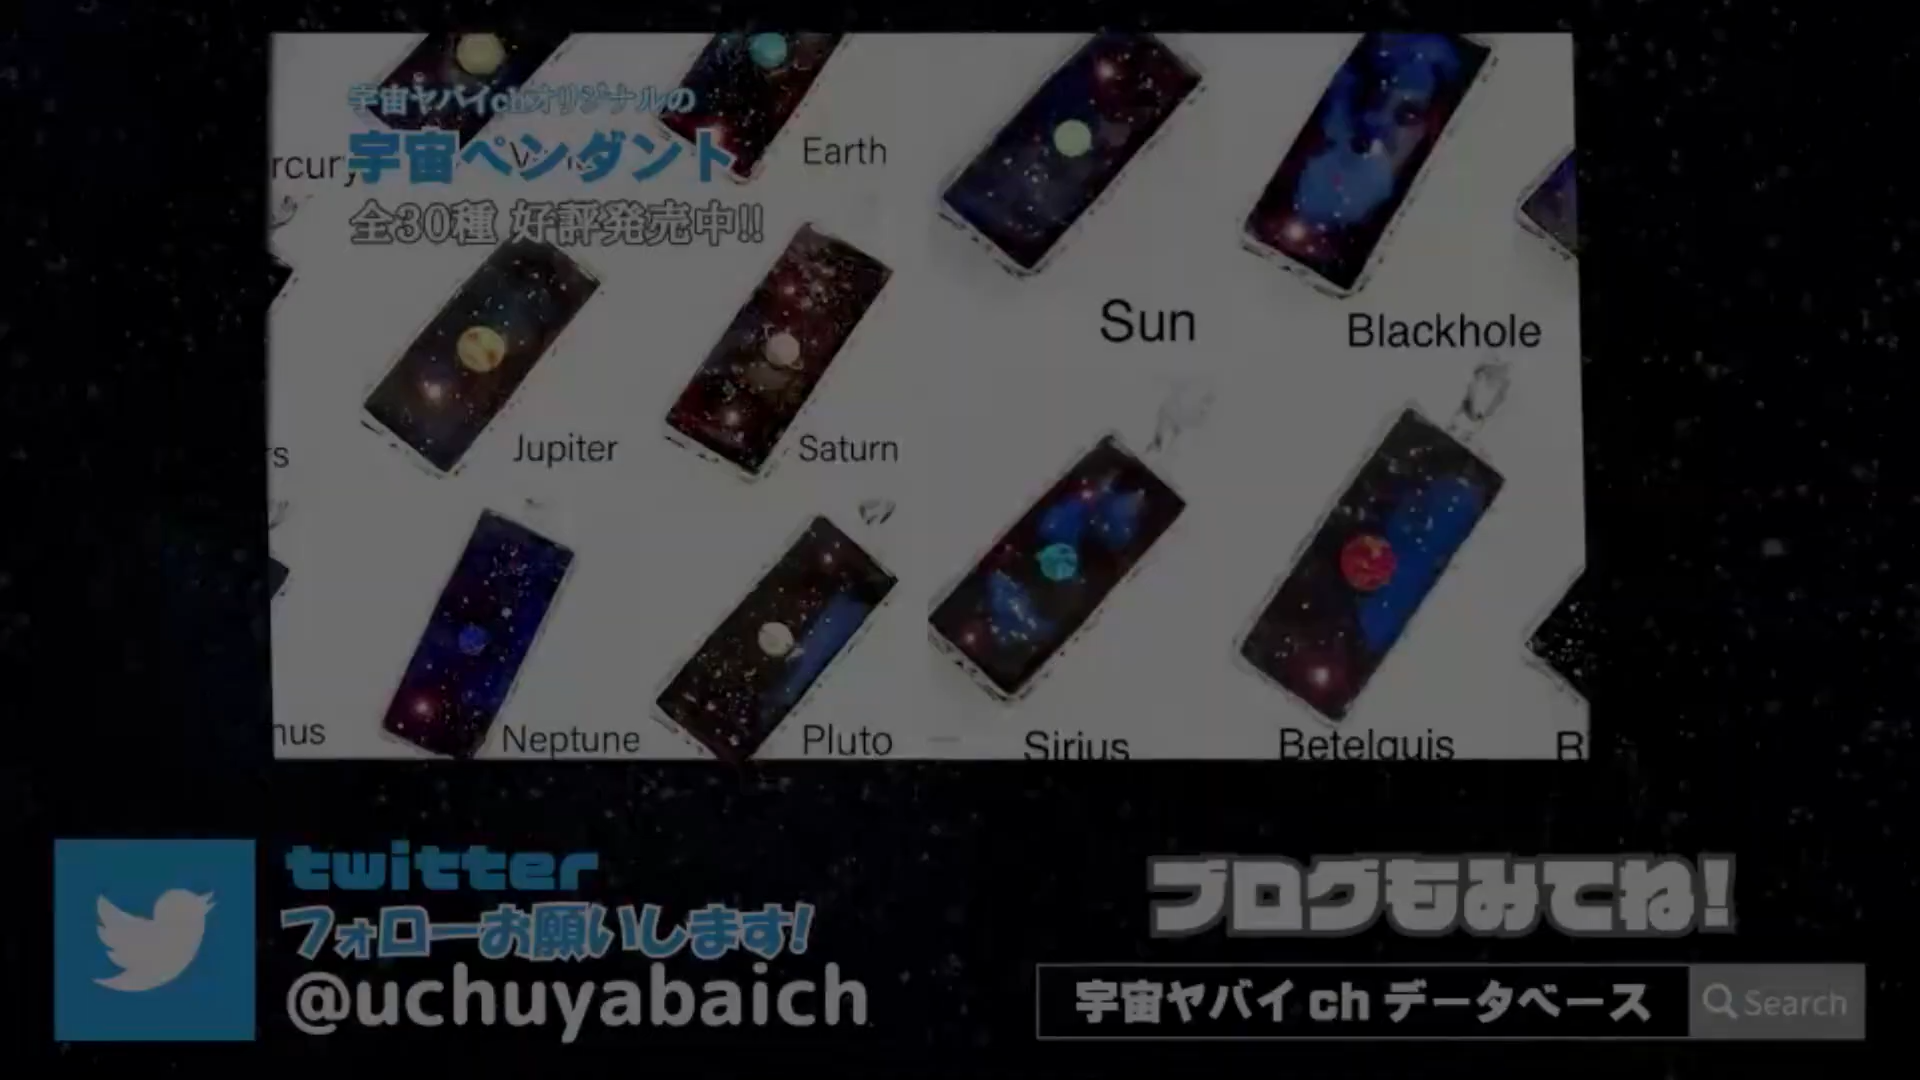 宇宙ヤバイchオリジナルの
宇宙ペンダント
全30種 好評発売中!!
rcury
Earth
Sun
Blackhole
rs
Jupiter
Saturn
nus
Neptune
Pluto
Sirius
Betelguis
R
twitter
フォローお願いします!
@uchuyabaich
ブログもみてね!
宇宙ヤバイ ch データベース
Search